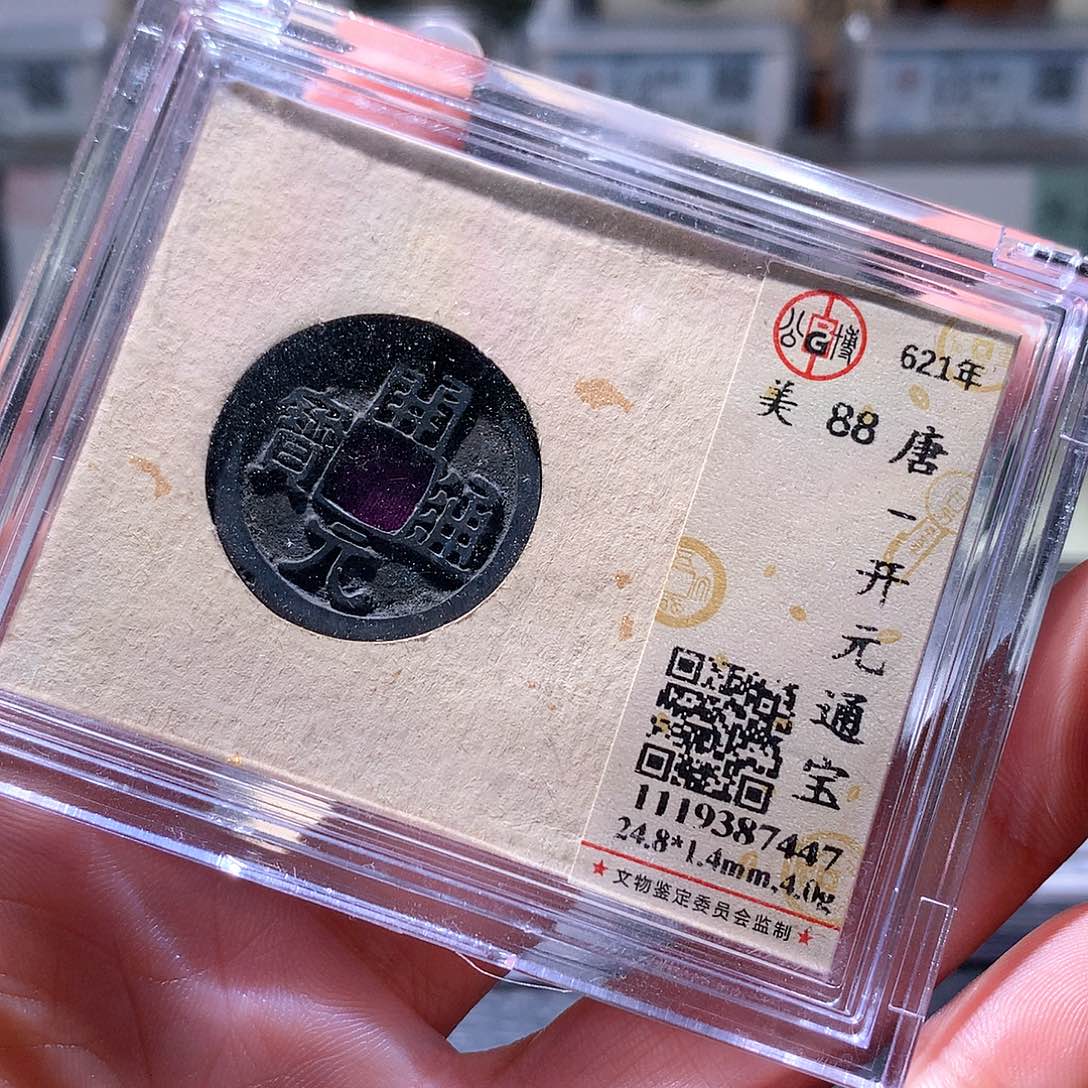 開元通寶
公G博
621年
美 88
唐一开元通宝
1119387447
24.8*1.4mm,4.0g
★文物鉴定委员会监制★